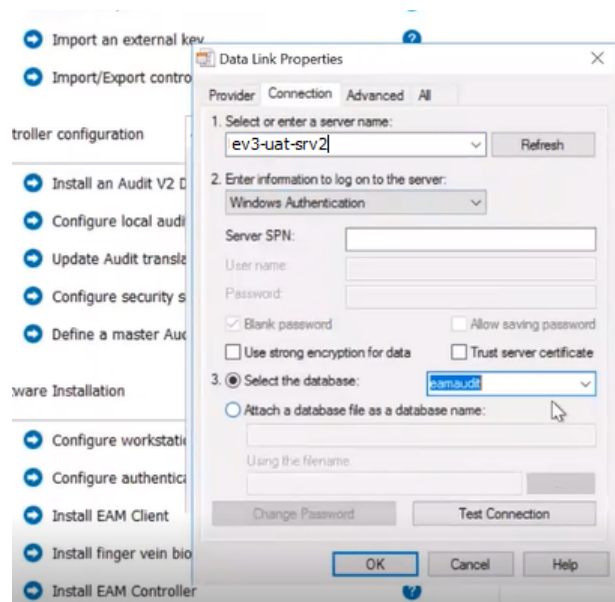 Import an external key
Import/Export contro
troller configuration
Install an Audit V2 D
Configure local audi
Update Audit transla
Configure security s
Define a master Aud
ware Installation
Configure workstati
Configure authentica
Install EAM Client
Install finger vein bio
Install EAM Controller
?
?
Data Link Properties
Provider Connection Advanced All
1. Select or enter a server name:
ev3-uat-srv2
Refresh
2. Enter information to log on to the server:
Windows Authentication
Server SPN:
User name:
Password:
Blank password
Allow saving password
Use strong encryption for data
Trust server certificate
3. Select the database:
eamaudit
Attach a database file as a database name:
Using the filename
...
Change Password
Test Connection
OK
Cancel
Help